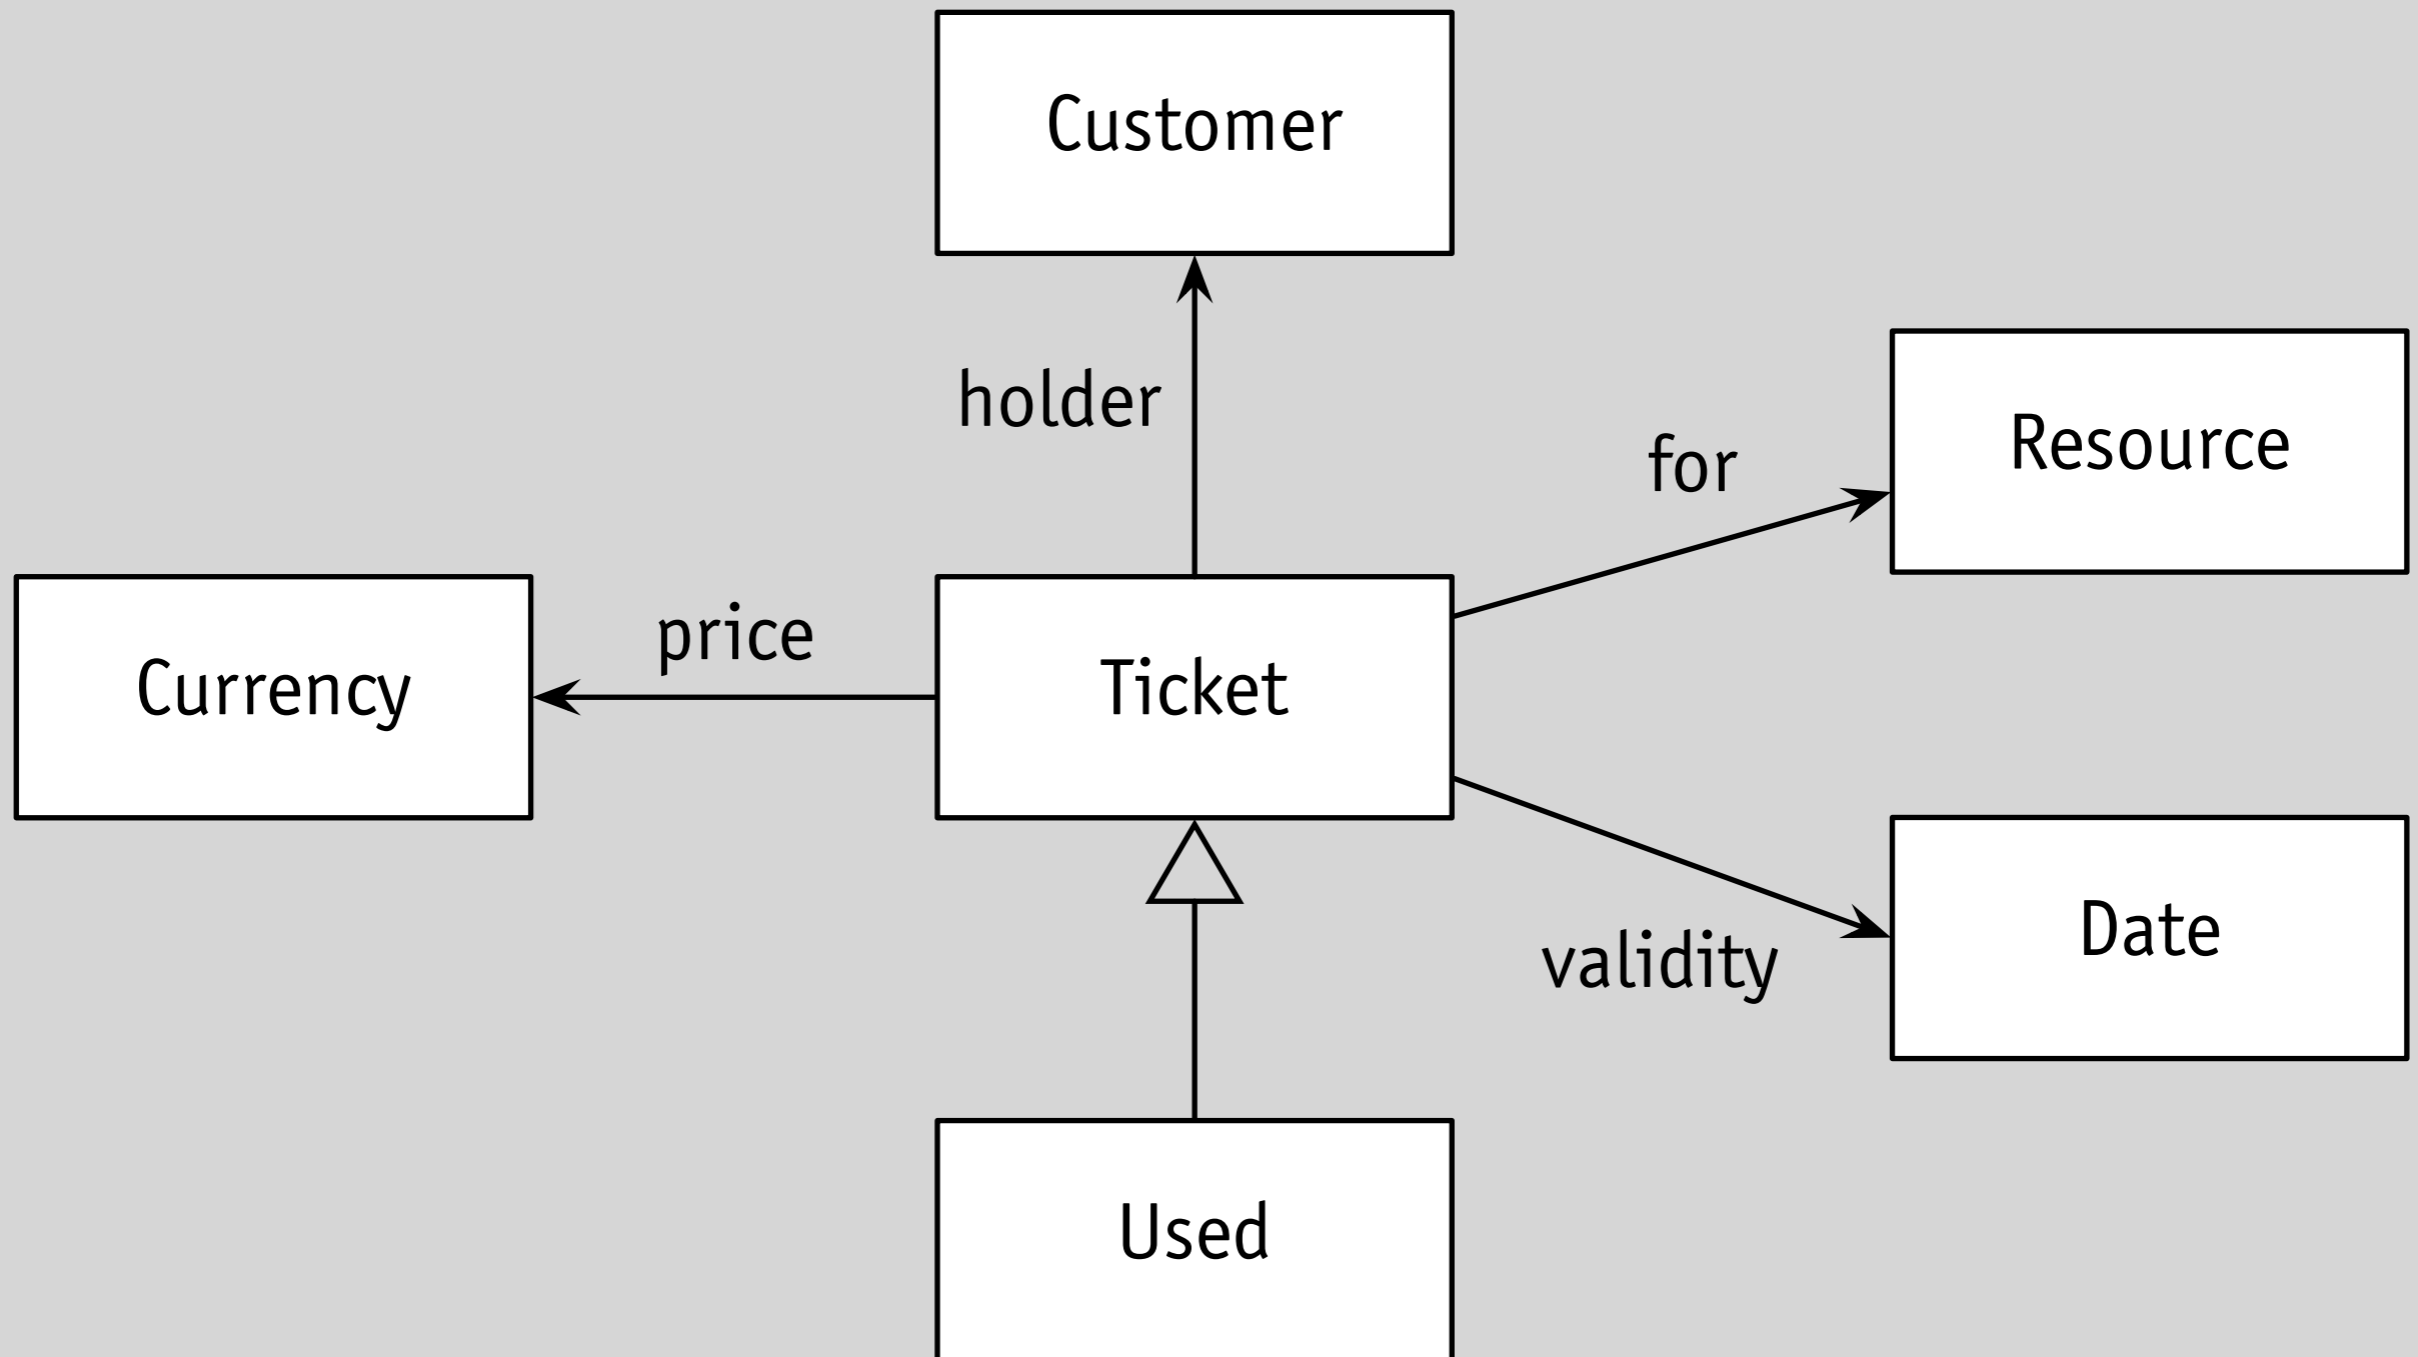 Customer
holder
for
Resource
Currency
price
Ticket
validity
Date
Used